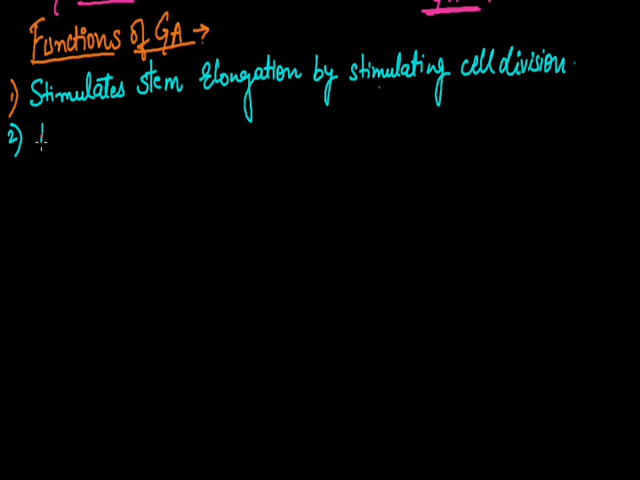 Functions of GA →
1) Stimulates stem Elongation by stimulating cell division.
2)